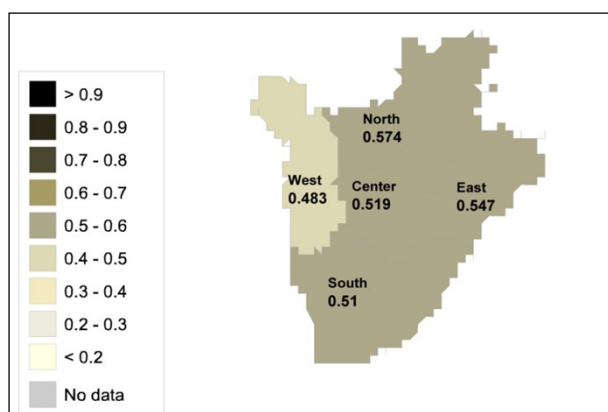 > 0.9
0.8 - 0.9
0.7 - 0.8
0.6 - 0.7
0.5 - 0.6
0.4 - 0.5
0.3 - 0.4
0.2 - 0.3
< 0.2
No data
North
0.574
West
0.483
Center
0.519
East
0.547
South
0.51